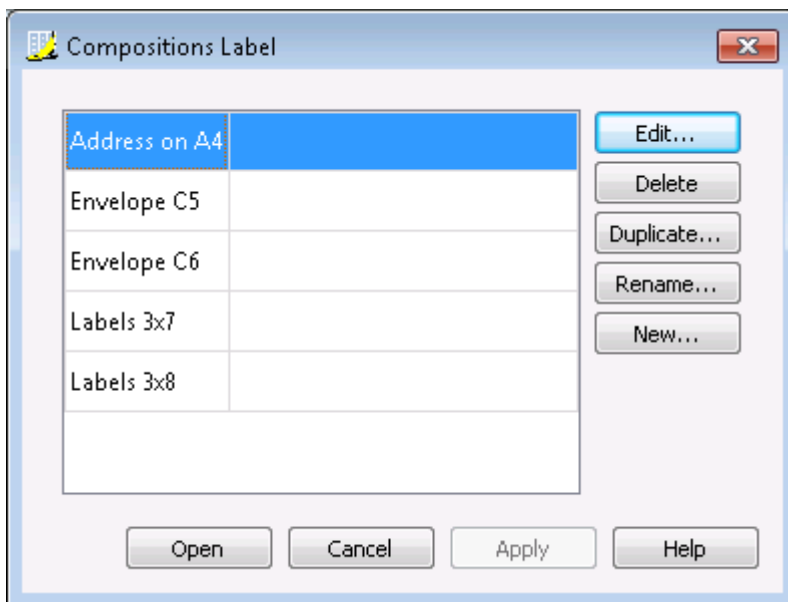 Compositions Label
Address on A4
Envelope C5
Envelope C6
Labels 3x7
Labels 3x8
Edit...
Delete
Duplicate...
Rename...
New...
Open
Cancel
Apply
Help